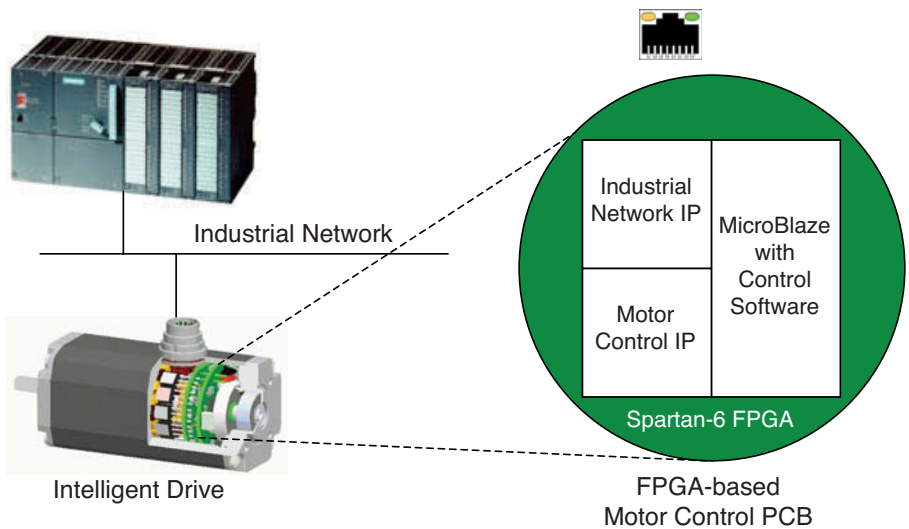 Industrial Network
Intelligent Drive
Industrial
Network IP
Motor
Control IP
MicroBlaze
with
Control
Software
Spartan-6 FPGA
FPGA-based
Motor Control PCB